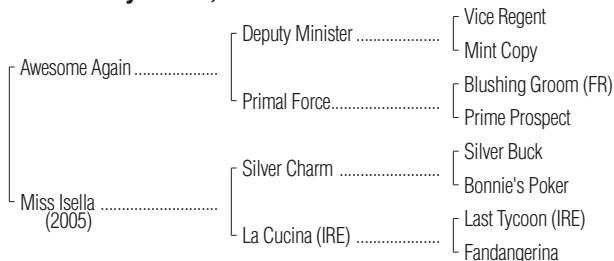 Vice Regent
Deputy Minister ....................
Mint Copy
Awesome Again ....................
Blushing Groom (FR)
Primal Force..........................
Prime Prospect
Silver Buck
Silver Charm ........................
Bonnie's Poker
Miss Isella ............................
(2005)
Last Tycoon (IRE)
La Cucina (IRE) ...................
Fandangerina